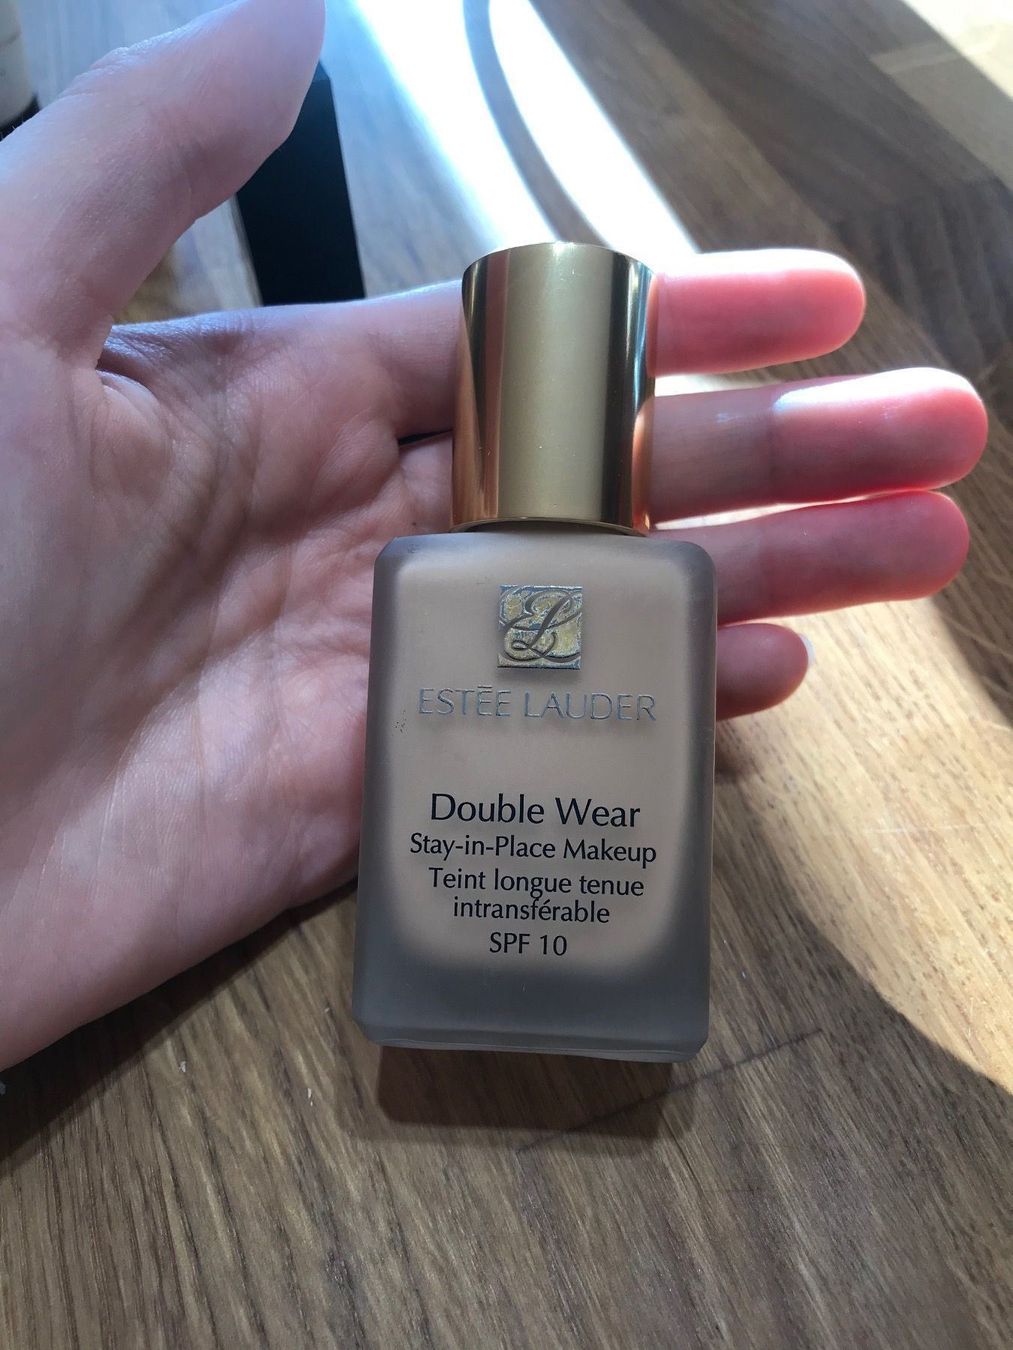 ESTĒE LAUDER
Double Wear
Stay-in-Place Makeup
Teint longue tenue
intransférable
SPF 10